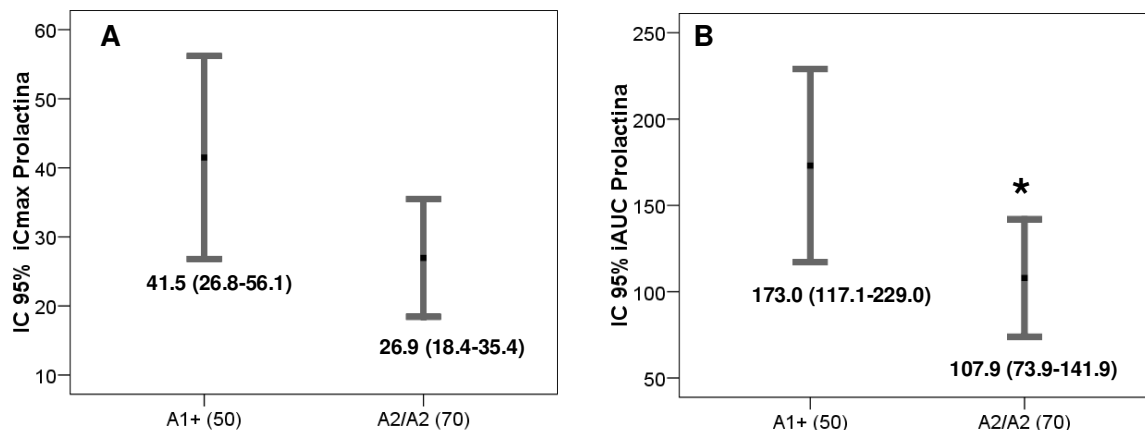 A
IC 95% iCmax Prolactina
60
50
40
30
20
10
41.5 (26.8-56.1)
26.9 (18.4-35.4)
A1+ (50)
A2/A2 (70)
B
IC 95% iAUC Prolactina
250
200
150
100
50
*
173.0 (117.1-229.0)
107.9 (73.9-141.9)
A1+ (50)
A2/A2 (70)